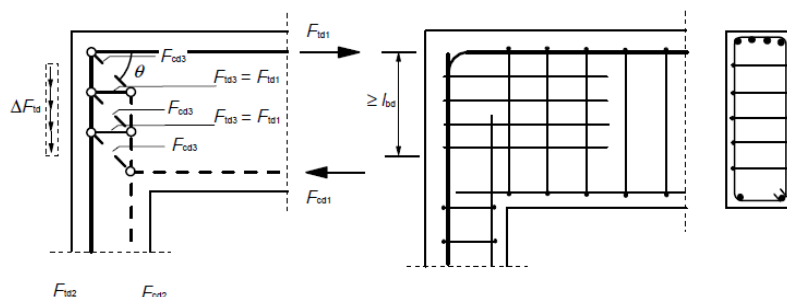 F_td1
F_cd3
θ
F_td3 = F_td1
ΔF_td
F_cd3
F_td3 = F_td1
F_cd3
F_cd1
F_td2
F_cd2
≥ l_bd